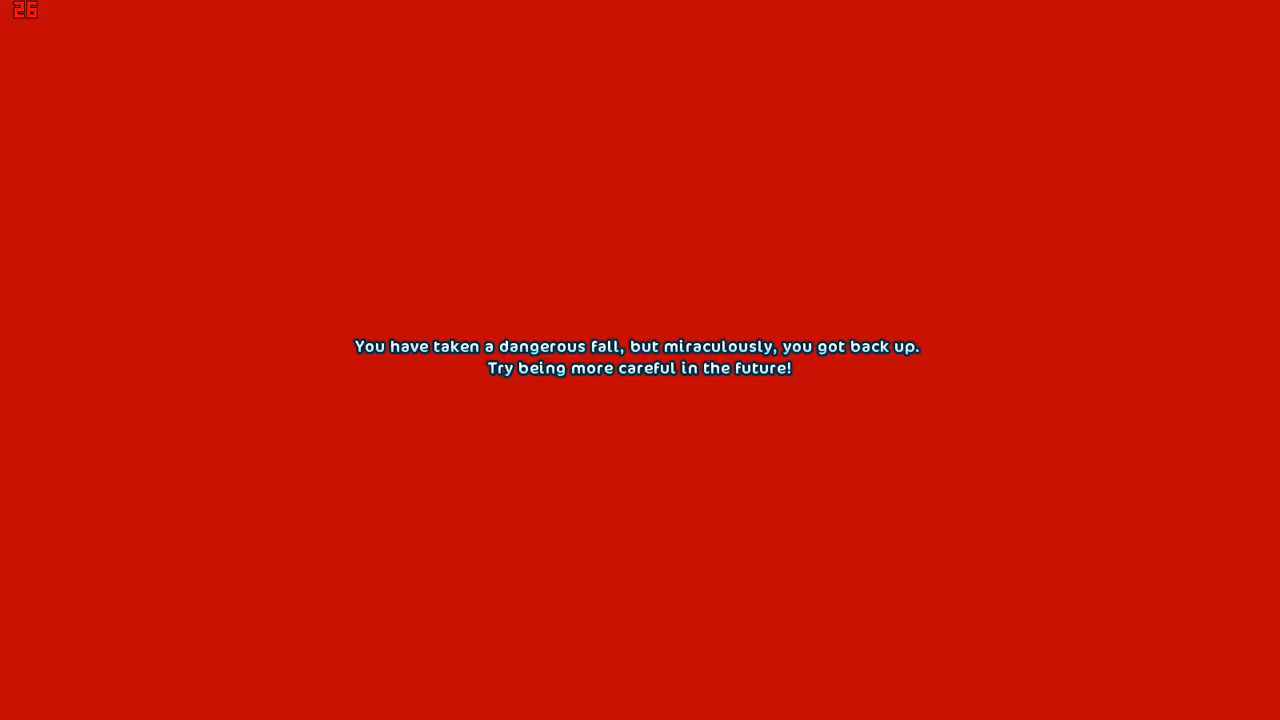 26
You have taken a dangerous fall, but miraculously, you got back up.
Try being more careful in the future!